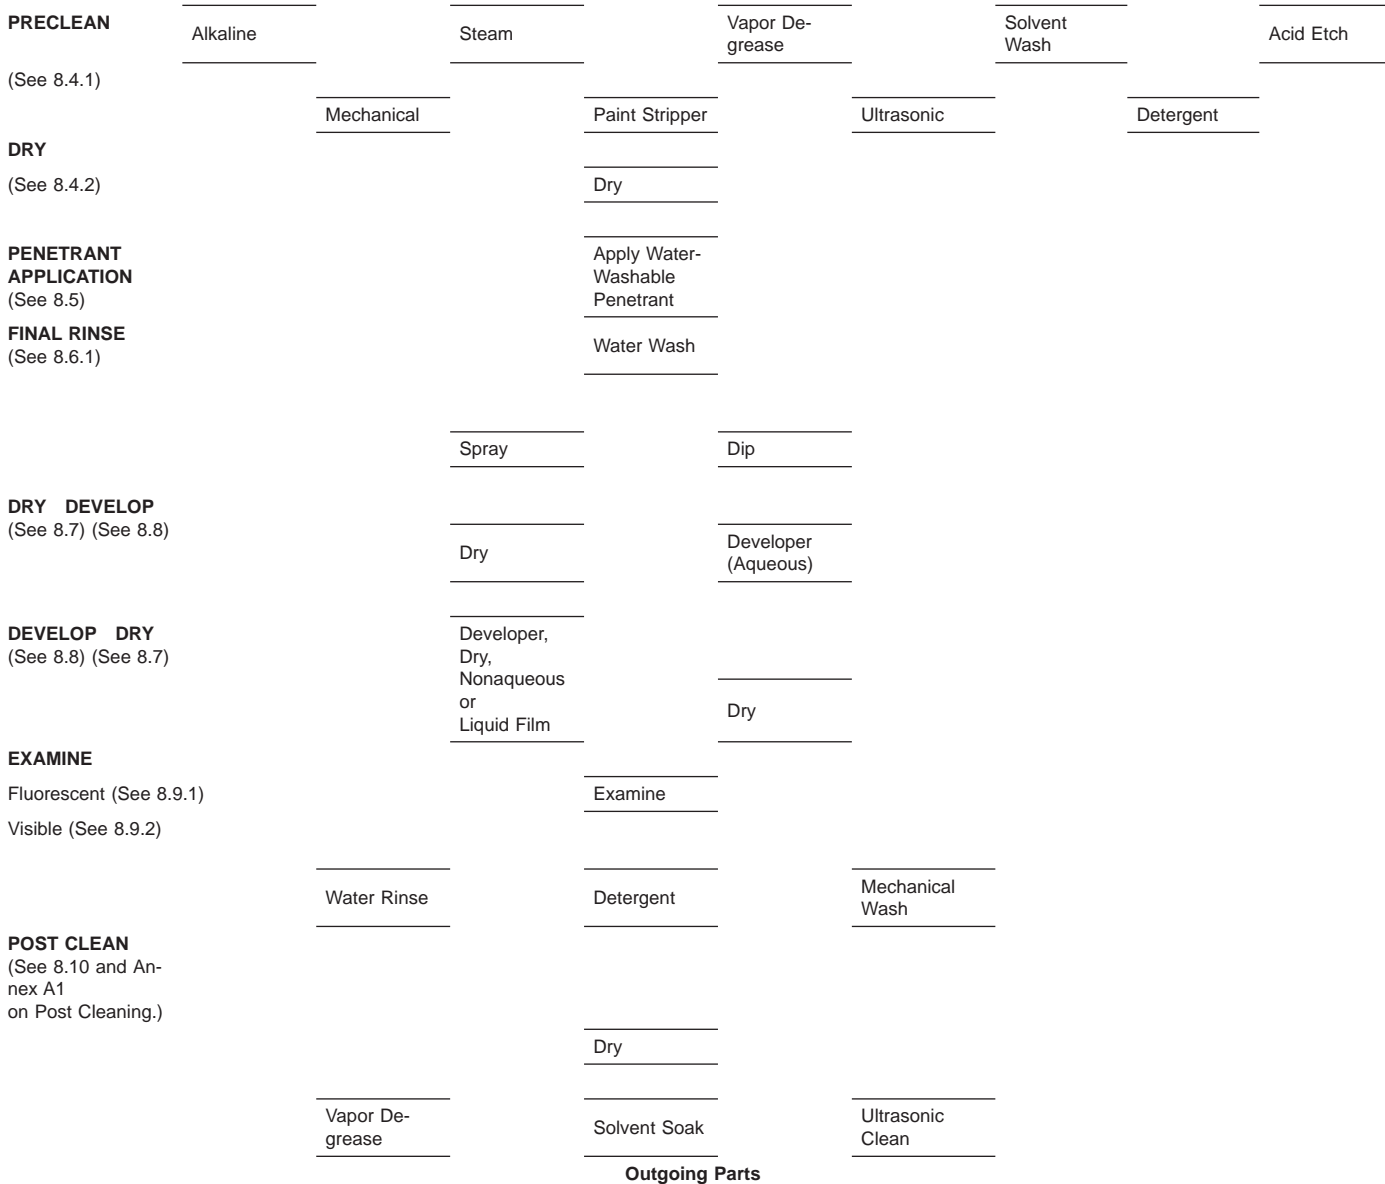 PRECLEAN
Alkaline
Steam
Vapor De-
grease
Solvent
Wash
Acid Etch
(See 8.4.1)
Mechanical
Paint Stripper
Ultrasonic
Detergent
DRY
(See 8.4.2)
Dry
PENETRANT
APPLICATION
(See 8.5)
Apply Water-
Washable
Penetrant
FINAL RINSE
(See 8.6.1)
Water Wash
Spray
Dip
DRY DEVELOP
(See 8.7) (See 8.8)
Dry
Developer
(Aqueous)
DEVELOP DRY
(See 8.8) (See 8.7)
Developer,
Dry,
Nonaqueous
or
Liquid Film
Dry
EXAMINE
Fluorescent (See 8.9.1)
Examine
Visible (See 8.9.2)
Water Rinse
Detergent
Mechanical
Wash
POST CLEAN
(See 8.10 and An-
nex A1
on Post Cleaning.)
Dry
Vapor De-
grease
Solvent Soak
Ultrasonic
Clean
Outgoing Parts